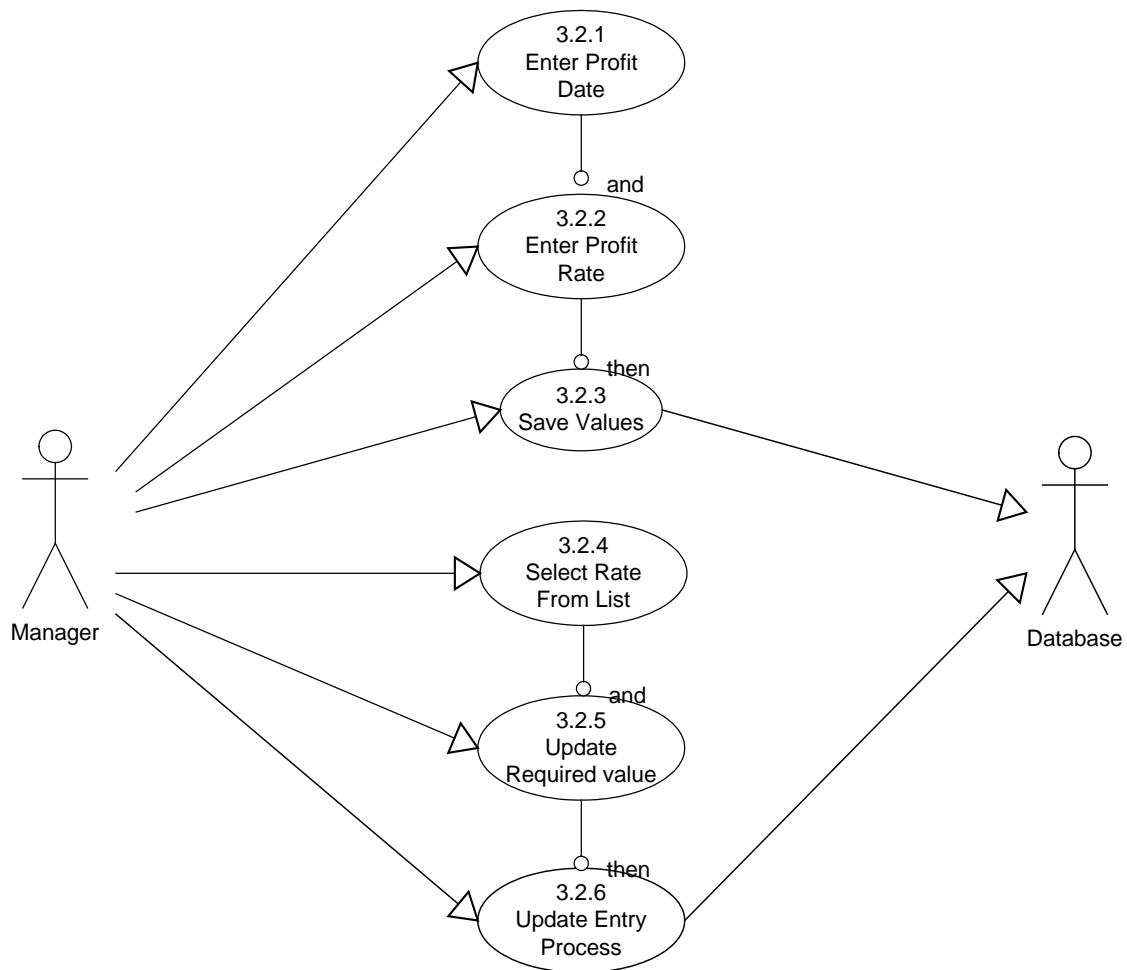 3.2.1
Enter Profit
Date
and
3.2.2
Enter Profit
Rate
then
3.2.3
Save Values
3.2.4
Select Rate
From List
Manager
Database
and
3.2.5
Update
Required value
then
3.2.6
Update Entry
Process